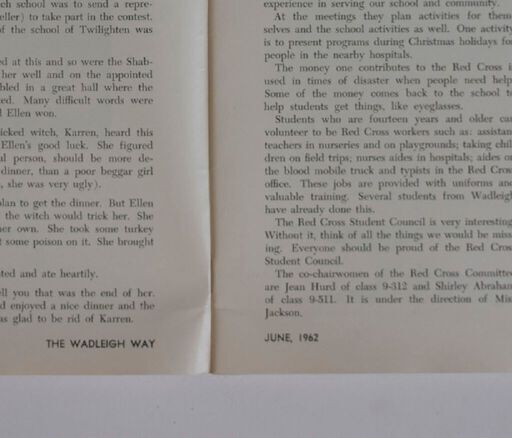 ch school was to send a repre-
eller) to take part in the contest.
of the school of Twilighten was
ed at this and so were the Shab-
her well and on the appointed
bled in a great hall where the
ted. Many difficult words were
d Ellen won.
icked witch, Karren, heard this
Ellen's good luck. She figured
ul person, should be more de-
dinner, than a poor beggar girl
, she was very ugly).
plan to get the dinner. But Ellen
the witch would trick her. She
her own. She took some turkey
t some poison on it. She brought
ted and ate heartily.
ell you that was the end of her.
d enjoyed a nice dinner and the
as glad to be rid of Karren.
THE WADLEIGH WAY
experience in serving our school and community.
At the meetings they plan activities for them-
selves and the school activities as well. One activity
is to present programs during Christmas holidays for
people in the nearby hospitals.
The money one contributes to the Red Cross i
used in times of disaster when people need help
Some of the money comes back to the school to
help students get things, like eyeglasses.
Students who are fourteen years and older can
volunteer to be Red Cross workers such as: assistan
teachers in nurseries and on playgrounds; taking chil
dren on field trips; nurses aides in hospitals; aides on
the blood mobile truck and typists in the Red Cros
office. These jobs are provided with uniforms and
valuable training. Several students from Wadleigh
have already done this.
The Red Cross Student Council is very interesting
Without it, think of all the things we would be miss
ing. Everyone should be proud of the Red Cross
Student Council.
The co-chairwomen of the Red Cross Committee
are Jean Hurd of class 9-312 and Shirley Abraham
of class 9-511. It is under the direction of Miss
Jackson.
JUNE, 1962